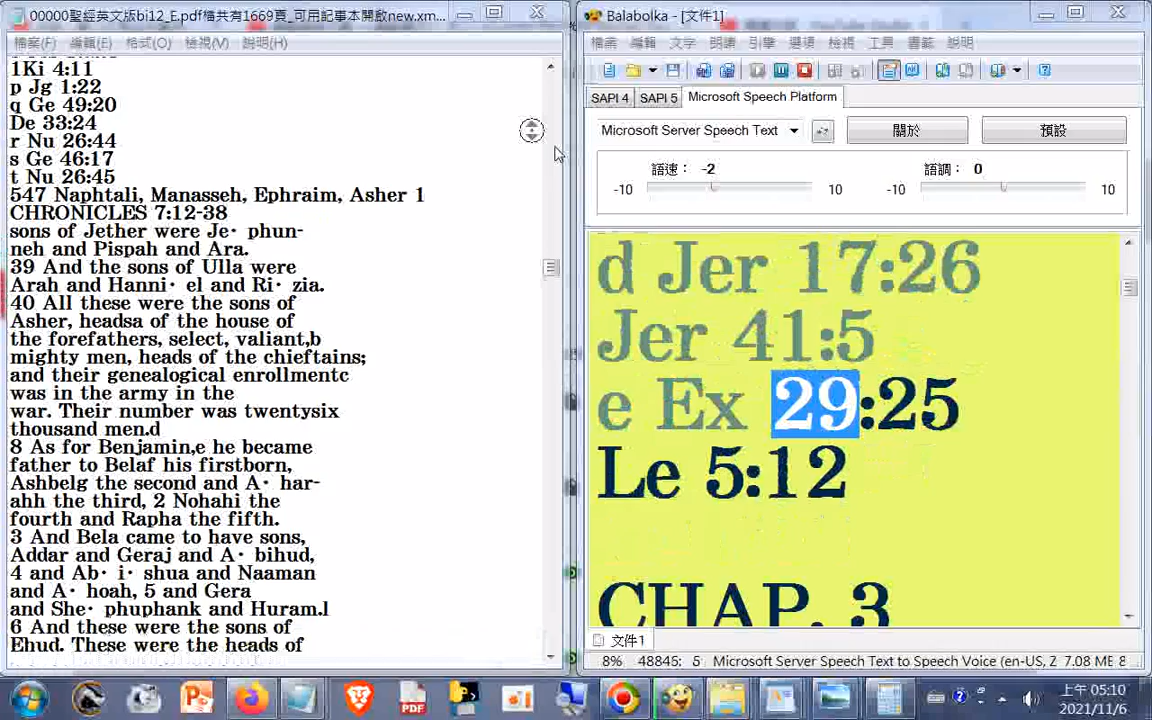 00000聖經英文版bi12_E.pdf檔共有1669頁_可用記事本開啟new.xm...
檔案(F) 編輯(E) 格式(O) 檢視(V) 說明(H)
1Ki 4:11
p Jg 1:22
q Ge 49:20
De 33:24
r Nu 26:44
s Ge 46:17
t Nu 26:45
547 Naphtali, Manasseh, Ephraim, Asher 1
CHRONICLES 7:12-38
sons of Jether were Je· phun-
neh and Pispah and Ara.
39 And the sons of Ulla were
Arah and Hanni· el and Ri· zia.
40 All these were the sons of
Asher, headsa of the house of
the forefathers, select, valiant,b
mighty men, heads of the chieftains;
and their genealogical enrollmentc
was in the army in the
war. Their number was twentysix
thousand men.d
8 As for Benjamin,e he became
father to Belaf his firstborn,
Ashbelg the second and A· har-
ahh the third, 2 Nohahi the
fourth and Rapha the fifth.
3 And Bela came to have sons,
Addar and Geraj and A· bihud,
4 and Ab· i· shua and Naaman
and A· hoah, 5 and Gera
and She· phuphank and Huram.l
6 And these were the sons of
Ehud. These were the heads of
Balabolka - [文件1]
檔案 編輯 文字 朗讀 引擎 選項 檢視 工具 書籤 說明
SAPI 4 SAPI 5 Microsoft Speech Platform
Microsoft Server Speech Text 關於 預設
語速: -2 語調: 0
-10 10 -10 10
d Jer 17:26
Jer 41:5
e Ex 29:25
Le 5:12
CHAP. 3
文件1
8% 48845: 5 Microsoft Server Speech Text to Speech Voice (en-US, Z 7.08 MB 8
上午 05:10
2021/11/6